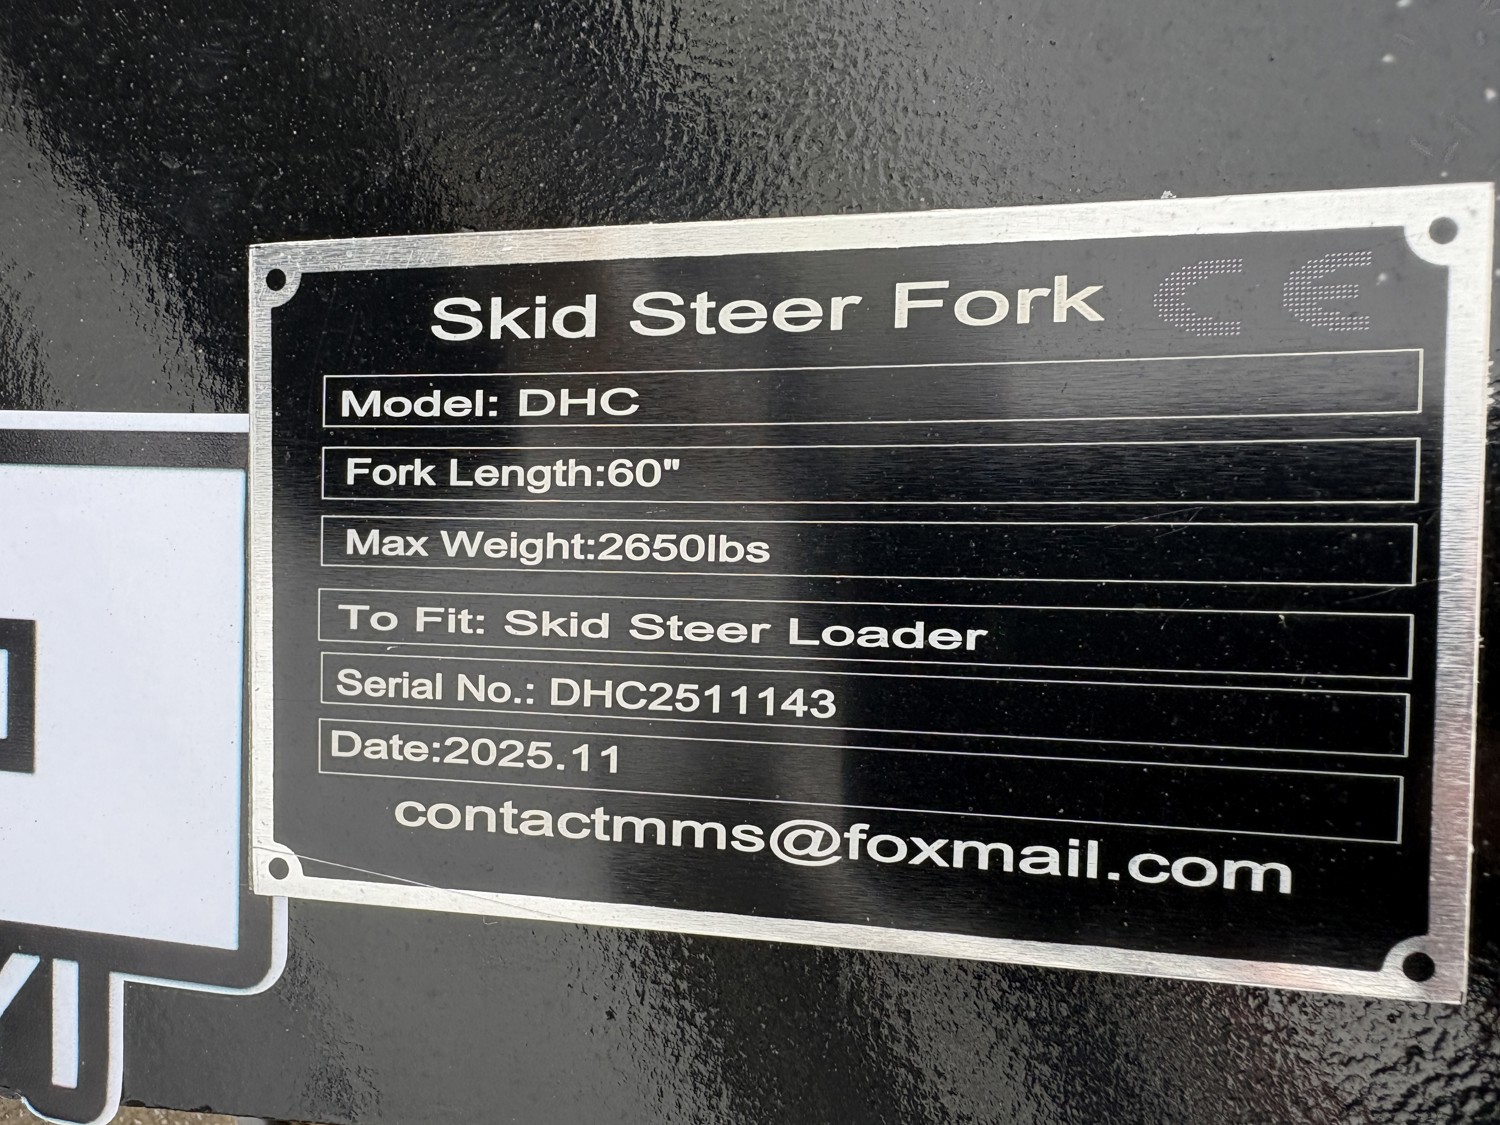 Skid Steer Fork CE
Model: DHC
Fork Length:60"
Max Weight:2650lbs
To Fit: Skid Steer Loader
Serial No.: DHC2511143
Date:2025.11
contactmms@foxmail.com